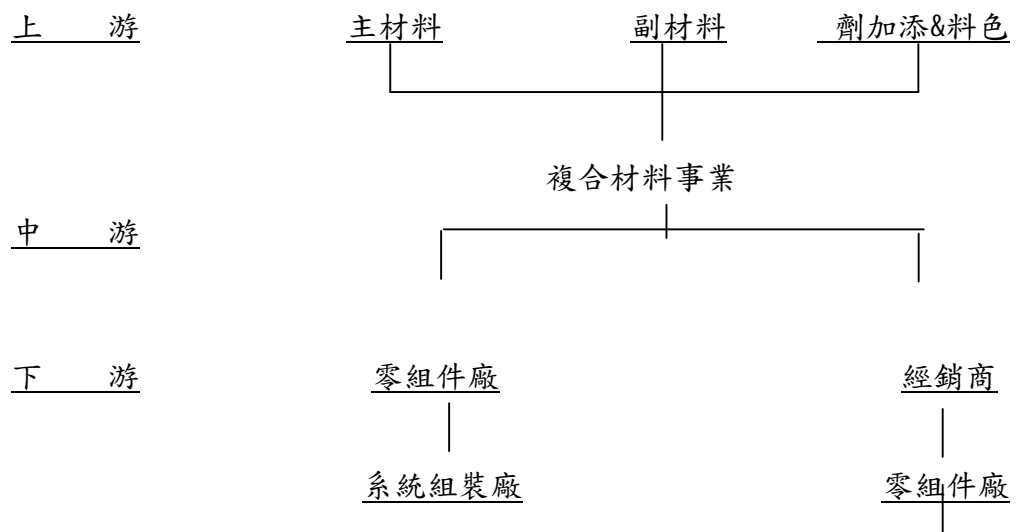 上 游 主材料 副材料 劑加添&料色
複合材料事業
中 游
下 游 零組件廠 經銷商
系統組裝廠 零組件廠